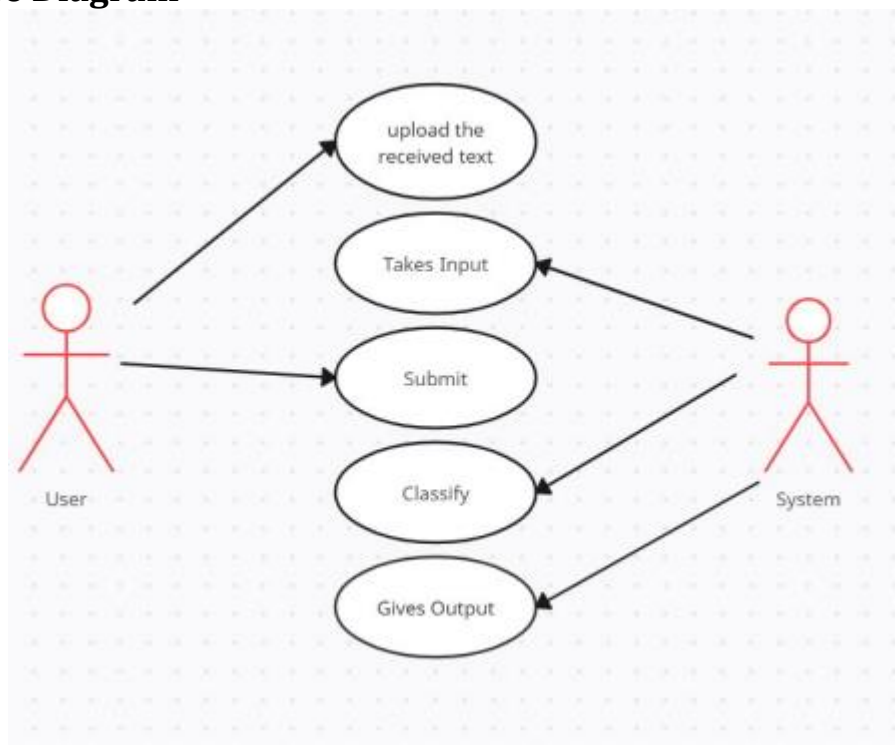 Diagram
upload the
received text
Takes Input
Submit
Classify
Gives Output
User
System